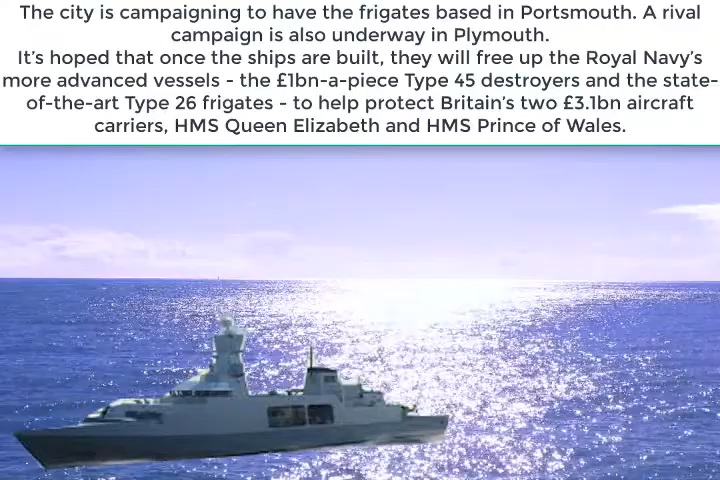 The city is campaigning to have the frigates based in Portsmouth. A rival
campaign is also underway in Plymouth.
It’s hoped that once the ships are built, they will free up the Royal Navy’s
more advanced vessels - the £1bn-a-piece Type 45 destroyers and the state-
of-the-art Type 26 frigates - to help protect Britain’s two £3.1bn aircraft
carriers, HMS Queen Elizabeth and HMS Prince of Wales.